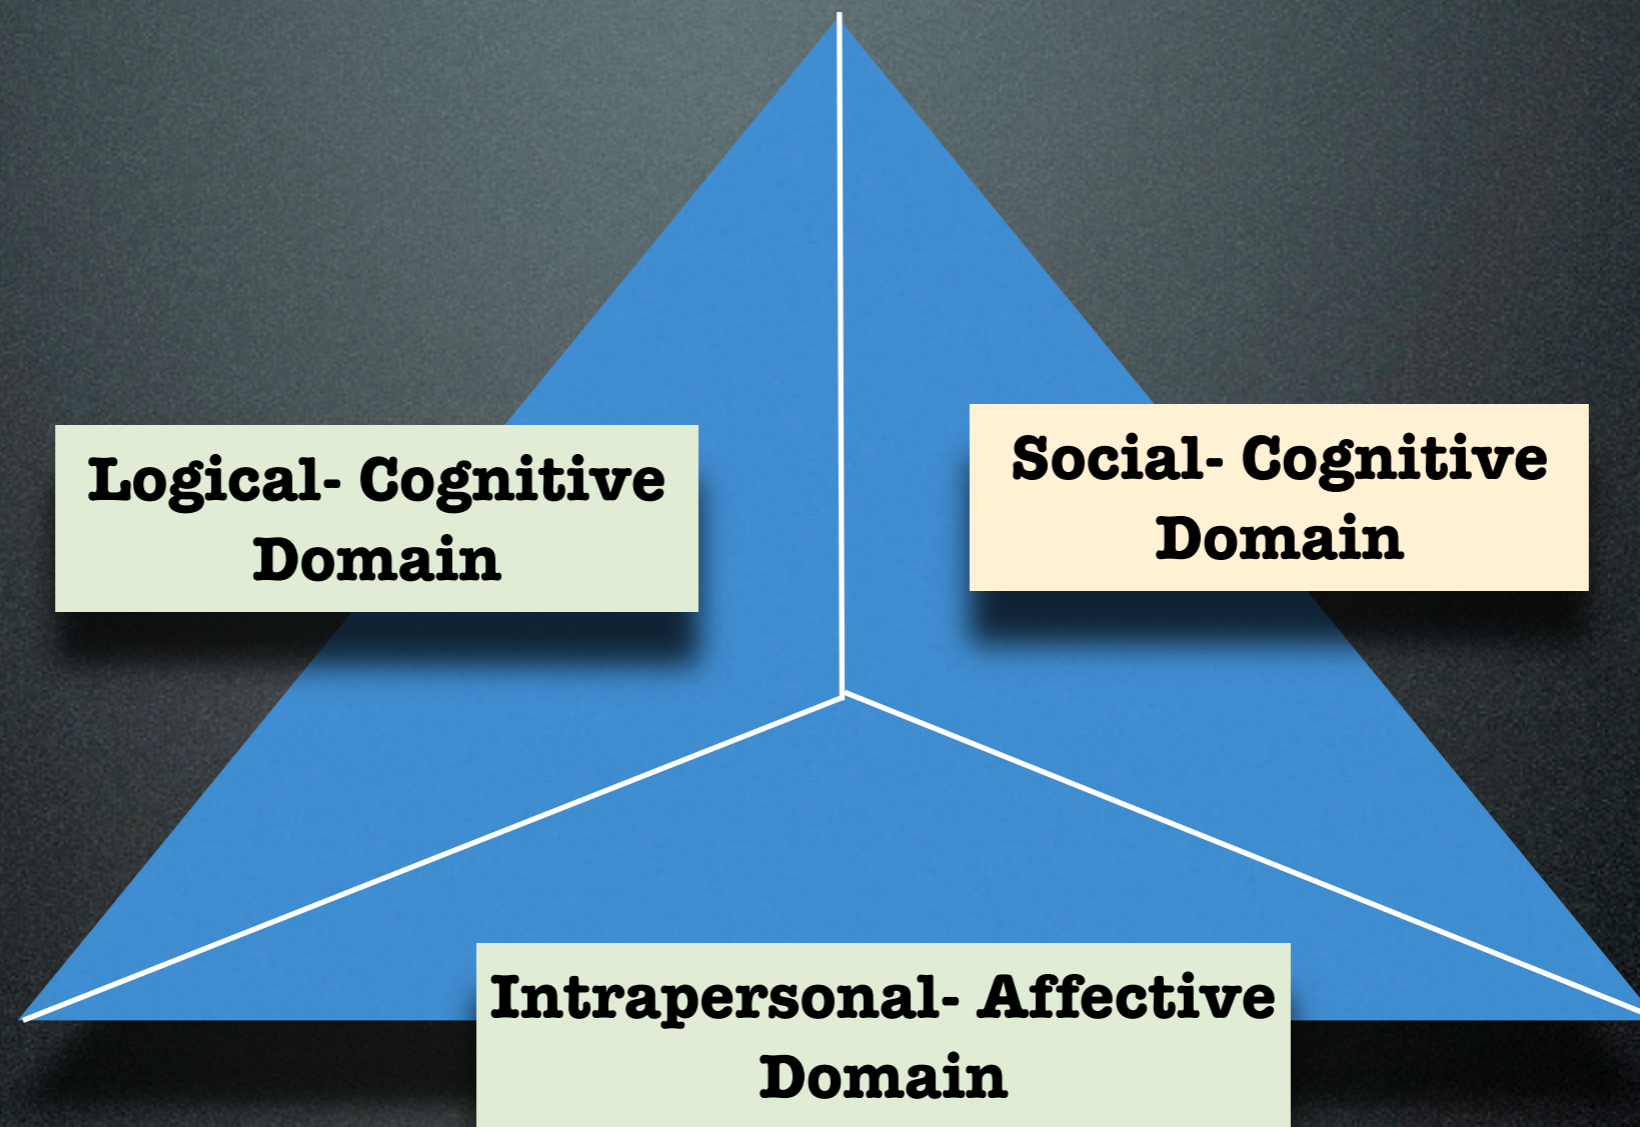 Logical- Cognitive
Domain
Social- Cognitive
Domain
Intrapersonal- Affective
Domain